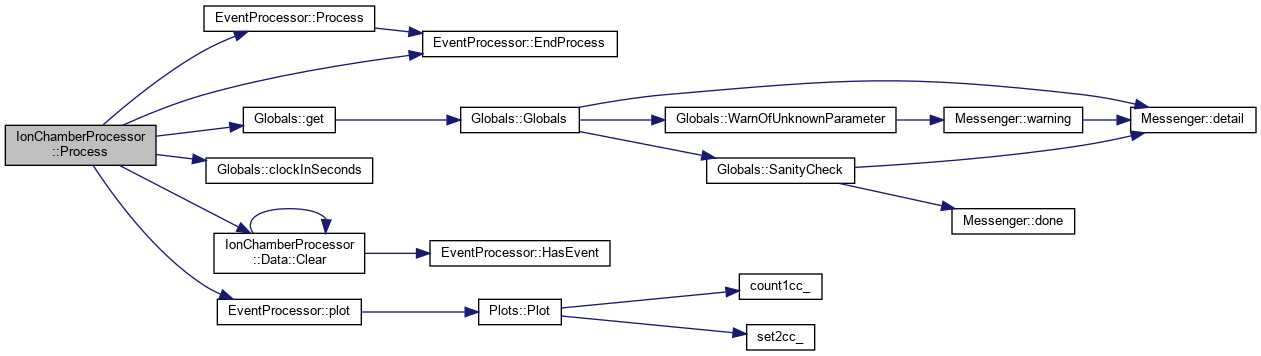 EventProcessor::Process
EventProcessor::EndProcess
IonChamberProcessor
::Process
Globals::get
Globals::Globals
Globals::WarnOfUnknownParameter
Messenger::warning
Messenger::detail
Globals::clockInSeconds
Globals::SanityCheck
Messenger::done
IonChamberProcessor
::Data::Clear
EventProcessor::HasEvent
EventProcessor::plot
Plots::Plot
count1cc_
set2cc_